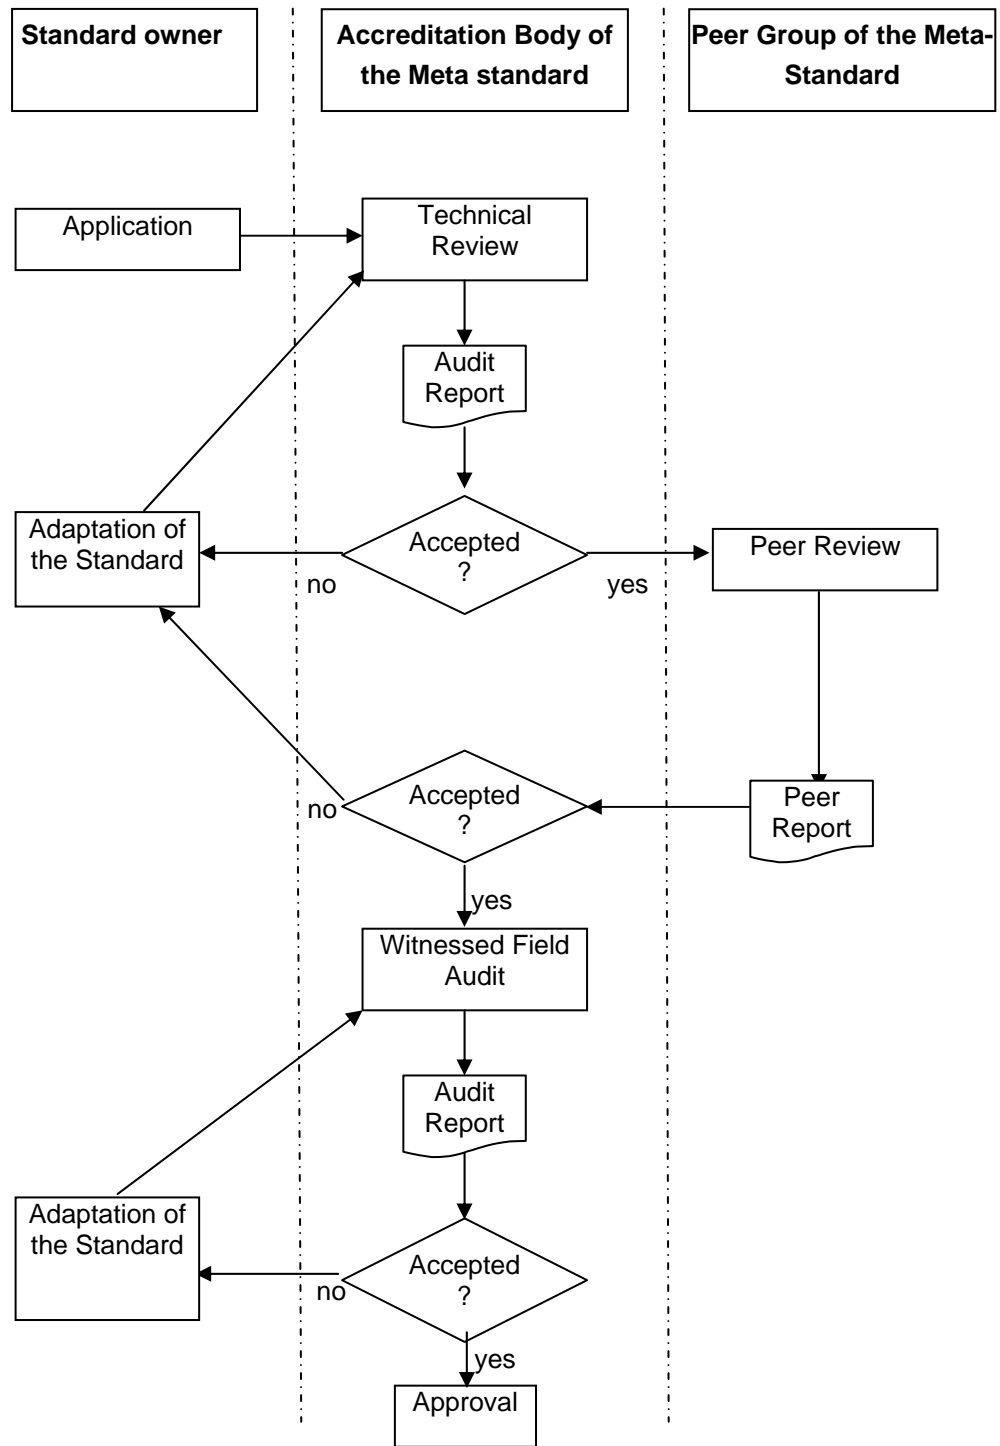 Standard owner
Accreditation Body of
the Meta standard
Peer Group of the Meta-
Standard
Application
Technical
Review
Audit
Report
Adaptation of
the Standard
Accepted
?
no
yes
Peer Review
Accepted
?
no
Peer
Report
yes
Witnessed Field
Audit
Audit
Report
Adaptation of
the Standard
Accepted
?
no
yes
Approval